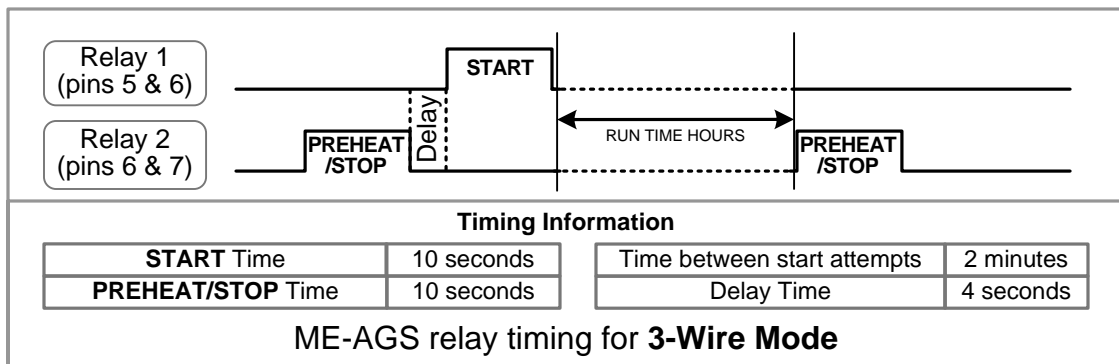 Relay 1
(pins 5 & 6)
START
Delay
RUN TIME HOURS
Relay 2
(pins 6 & 7)
PREHEAT
/STOP
PREHEAT
/STOP
Timing Information
START Time 10 seconds
Time between start attempts 2 minutes
PREHEAT/STOP Time 10 seconds
Delay Time 4 seconds
ME-AGS relay timing for 3-Wire Mode